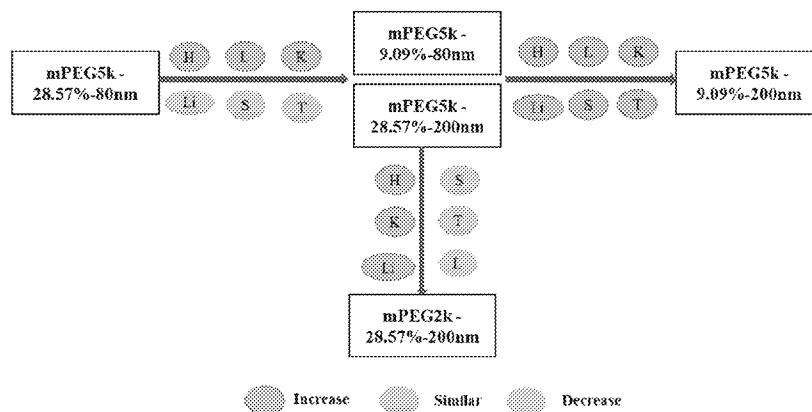 mPEG5k -
28.57%-80nm
H L K
Li S T
mPEG5k -
9.09%-80nm
mPEG5k -
28.57%-200nm
H L K
Li S T
mPEG5k -
9.09%-200nm
H S
K T
Li L
mPEG2k -
28.57%-200nm
Increase Similar Decrease